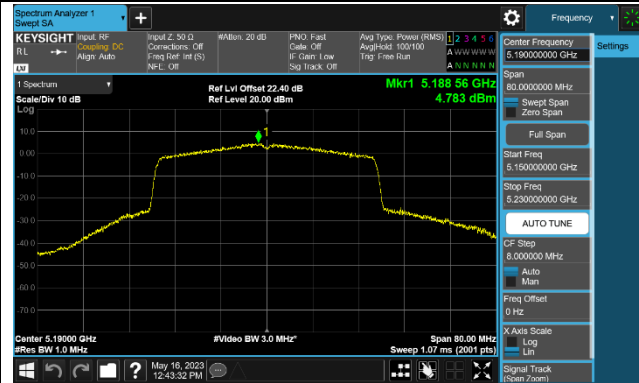 Spectrum Analyzer 1
Swept SA
+
Frequency
KEYSIGHT
RL
LXI
Input: RF
Coupling: DC
Align: Auto
Input Z: 50 Ω
Corrections: Off
Freq Ref: Int (S)
NFE: Off
#Atten: 20 dB
PNO: Fast
Gate: Off
IF Gain: Low
Sig Track: Off
Avg Type: Power (RMS)
Avg|Hold: 100/100
Trig: Free Run
1 2 3 4 5 6
A W W W W W
A N N N N N
1 Spectrum
Scale/Div 10 dB
Log
Ref Lvl Offset 22.40 dB
Ref Level 20.00 dBm
Mkr1 5.188 56 GHz
4.783 dBm
1
10.0
0.00
-10.0
-20.0
-30.0
-40.0
-50.0
-60.0
-70.0
Center 5.19000 GHz
#Res BW 1.0 MHz
#Video BW 3.0 MHz*
Span 80.00 MHz
Sweep 1.07 ms (2001 pts)
Center Frequency
5.190000000 GHz
Span
80.0000000 MHz
Swept Span
Zero Span
Full Span
Start Freq
5.150000000 GHz
Stop Freq
5.230000000 GHz
AUTO TUNE
CF Step
8.000000 MHz
Auto
Man
Freq Offset
0 Hz
X Axis Scale
Log
Lin
Signal Track
(Span Zoom)
Settings
?
May 16, 2023
12:43:32 PM